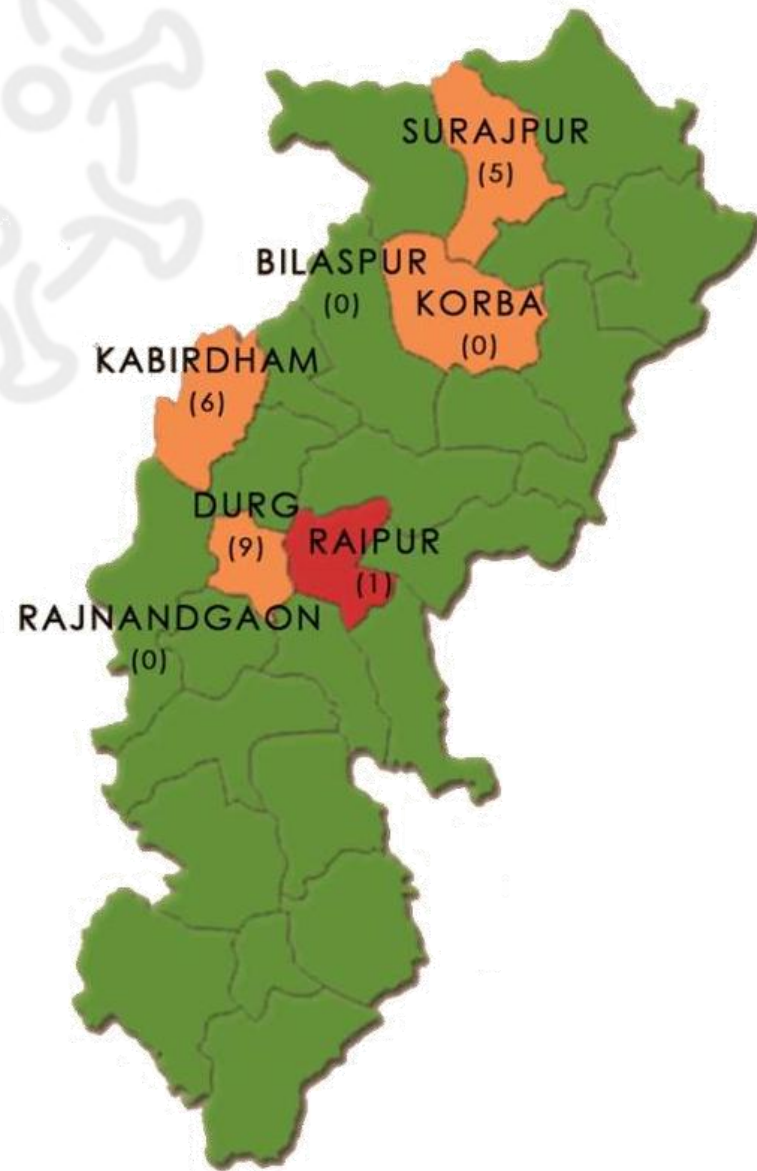 SURAJPUR
(5)
BILASPUR
(0)
KORBA
(0)
KABIRDHAM
(6)
DURG
(9)
RAIPUR
(1)
RAJNANDGAON
(0)